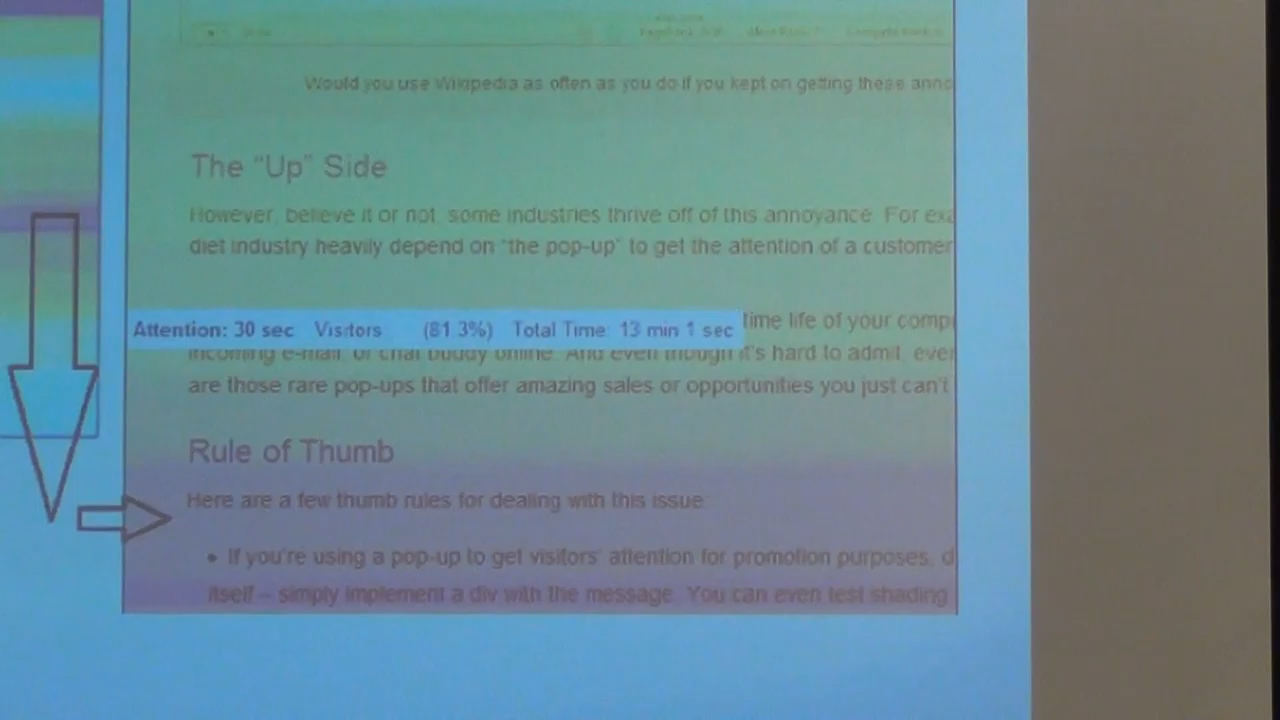 Would you use Wikipedia as often as you do if you kept on getting these anno
The “Up” Side
However, believe it or not, some industries thrive off of this annoyance. For exa
diet industry heavily depend on “the pop-up” to get the attention of a customer
time life of your comp
Attention: 30 sec Visitors (81.3%) Total Time: 13 min 1 sec
incoming e-mail, or chat buddy online. And even though it's hard to admit, ever
are those rare pop-ups that offer amazing sales or opportunities you just can't
Rule of Thumb
Here are a few thumb rules for dealing with this issue:
• If you're using a pop-up to get visitors' attention for promotion purposes, d
itself – simply implement a div with the message. You can even test shading